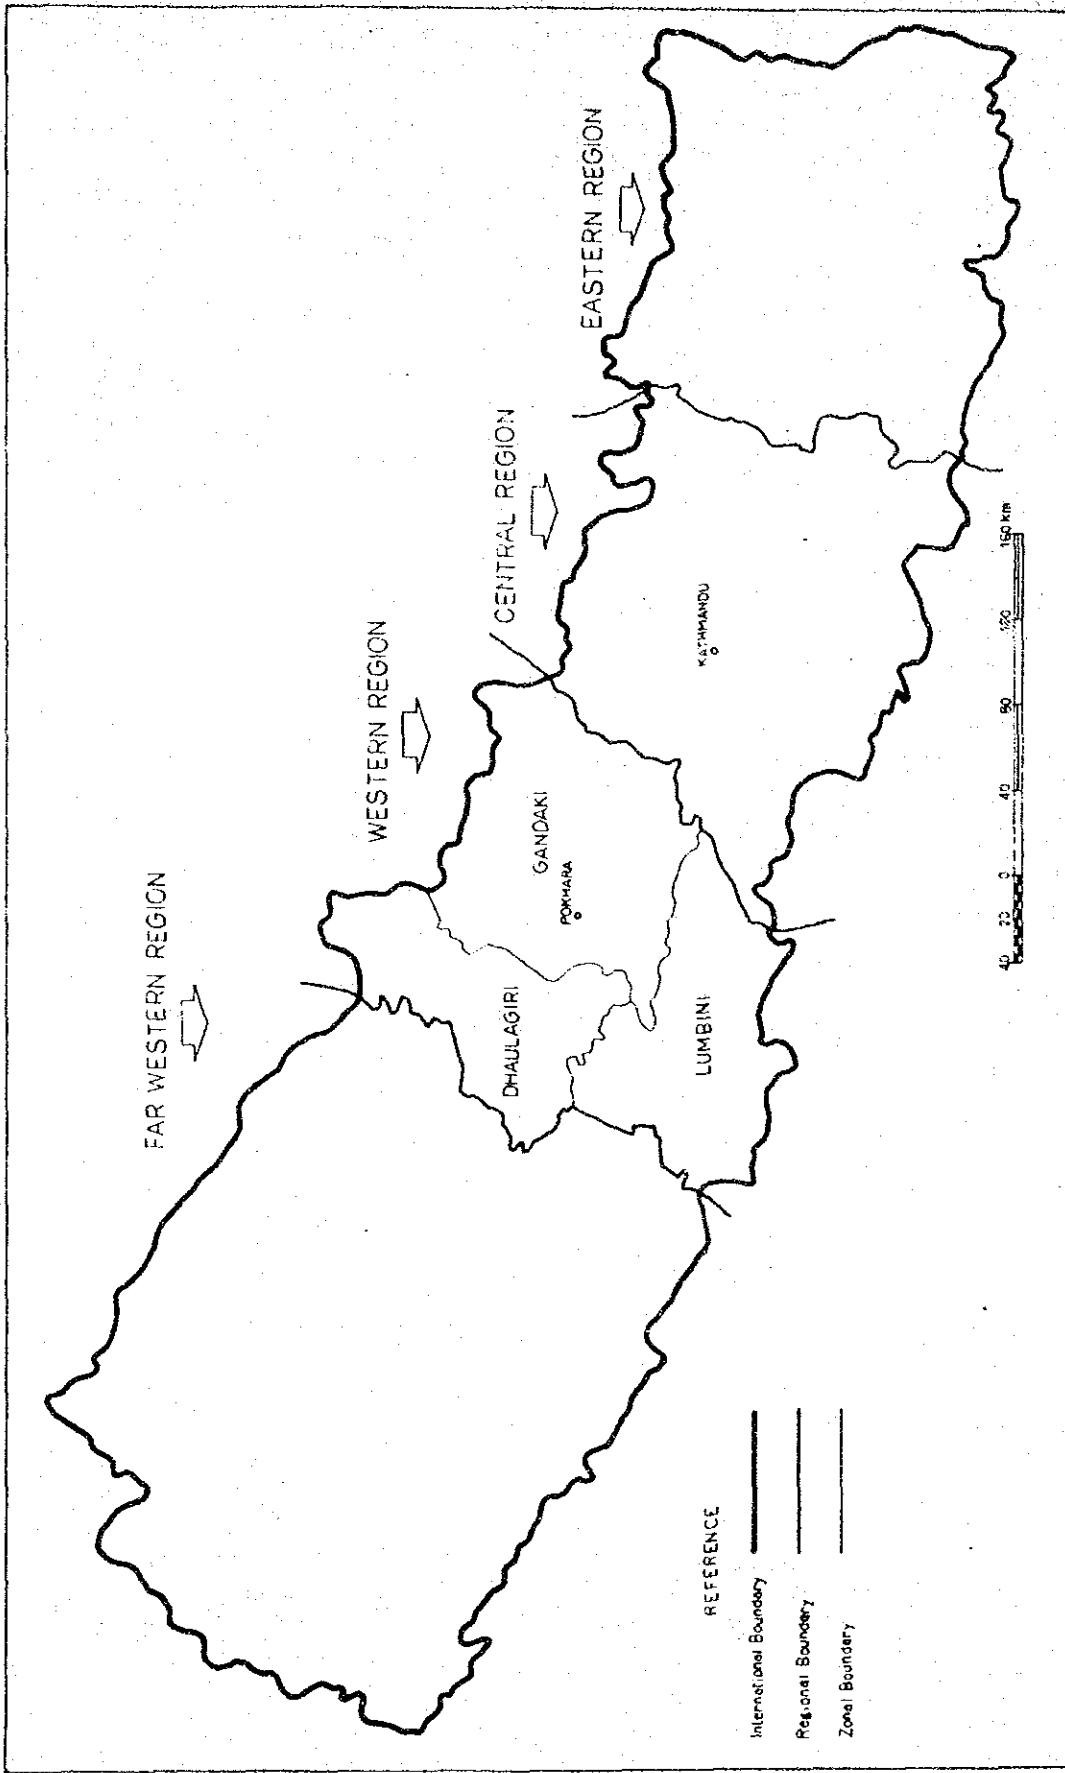 FAR WESTERN REGION
WESTERN REGION
CENTRAL REGION
EASTERN REGION
DHAULAGIRI
GANDAKI
POKHARA
LUMBINI
KATHMANDU
REFERENCE
International Boundary
Regional Boundary
Zonal Boundary
40 20 0 40 80 120 160 km